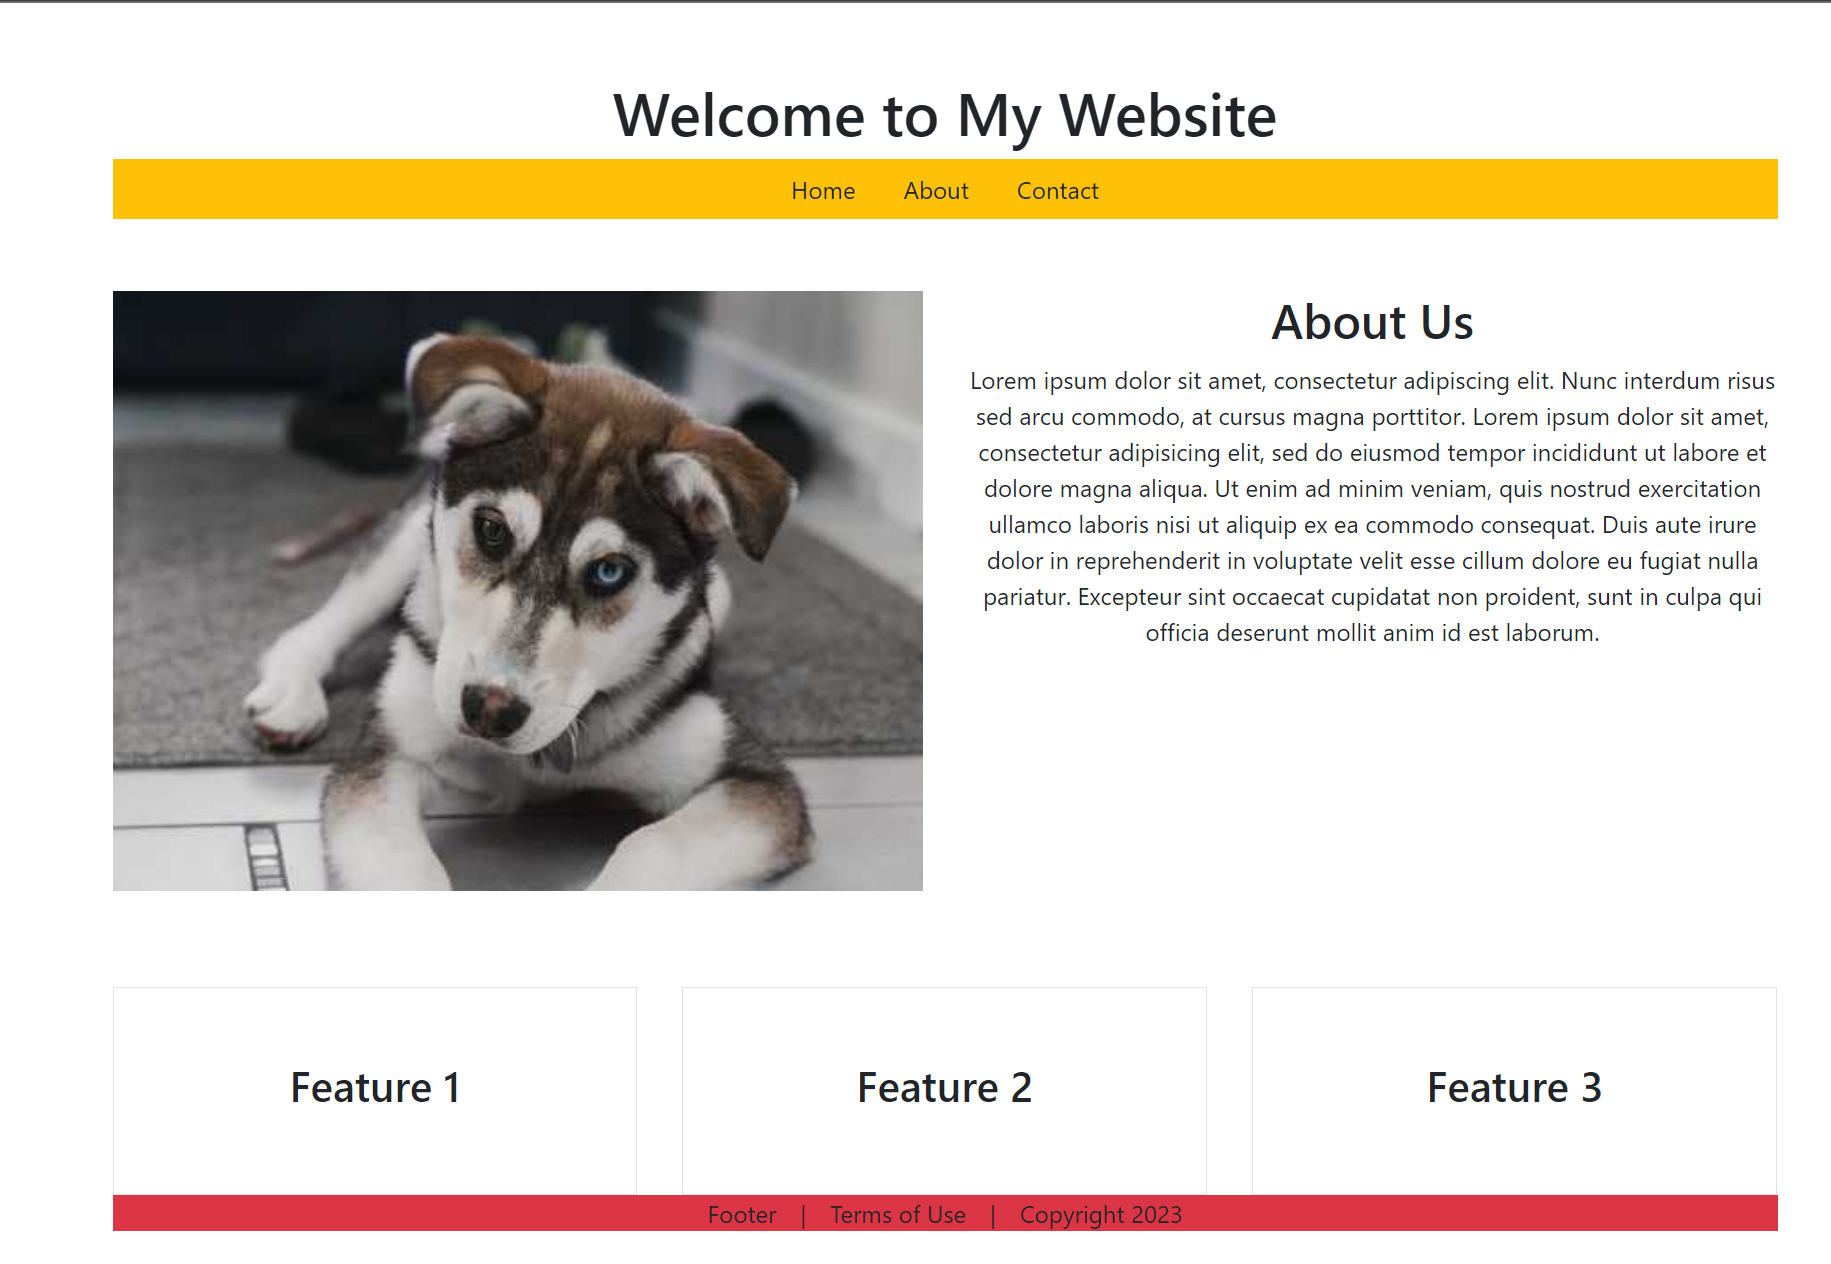 Welcome to My Website
Home About Contact
About Us
Lorem ipsum dolor sit amet, consectetur adipiscing elit. Nunc interdum risus
sed arcu commodo, at cursus magna porttitor. Lorem ipsum dolor sit amet,
consectetur adipisicing elit, sed do eiusmod tempor incididunt ut labore et
dolore magna aliqua. Ut enim ad minim veniam, quis nostrud exercitation
ullamco laboris nisi ut aliquip ex ea commodo consequat. Duis aute irure
dolor in reprehenderit in voluptate velit esse cillum dolore eu fugiat nulla
pariatur. Excepteur sint occaecat cupidatat non proident, sunt in culpa qui
officia deserunt mollit anim id est laborum.
Feature 1
Feature 2
Feature 3
Footer | Terms of Use | Copyright 2023